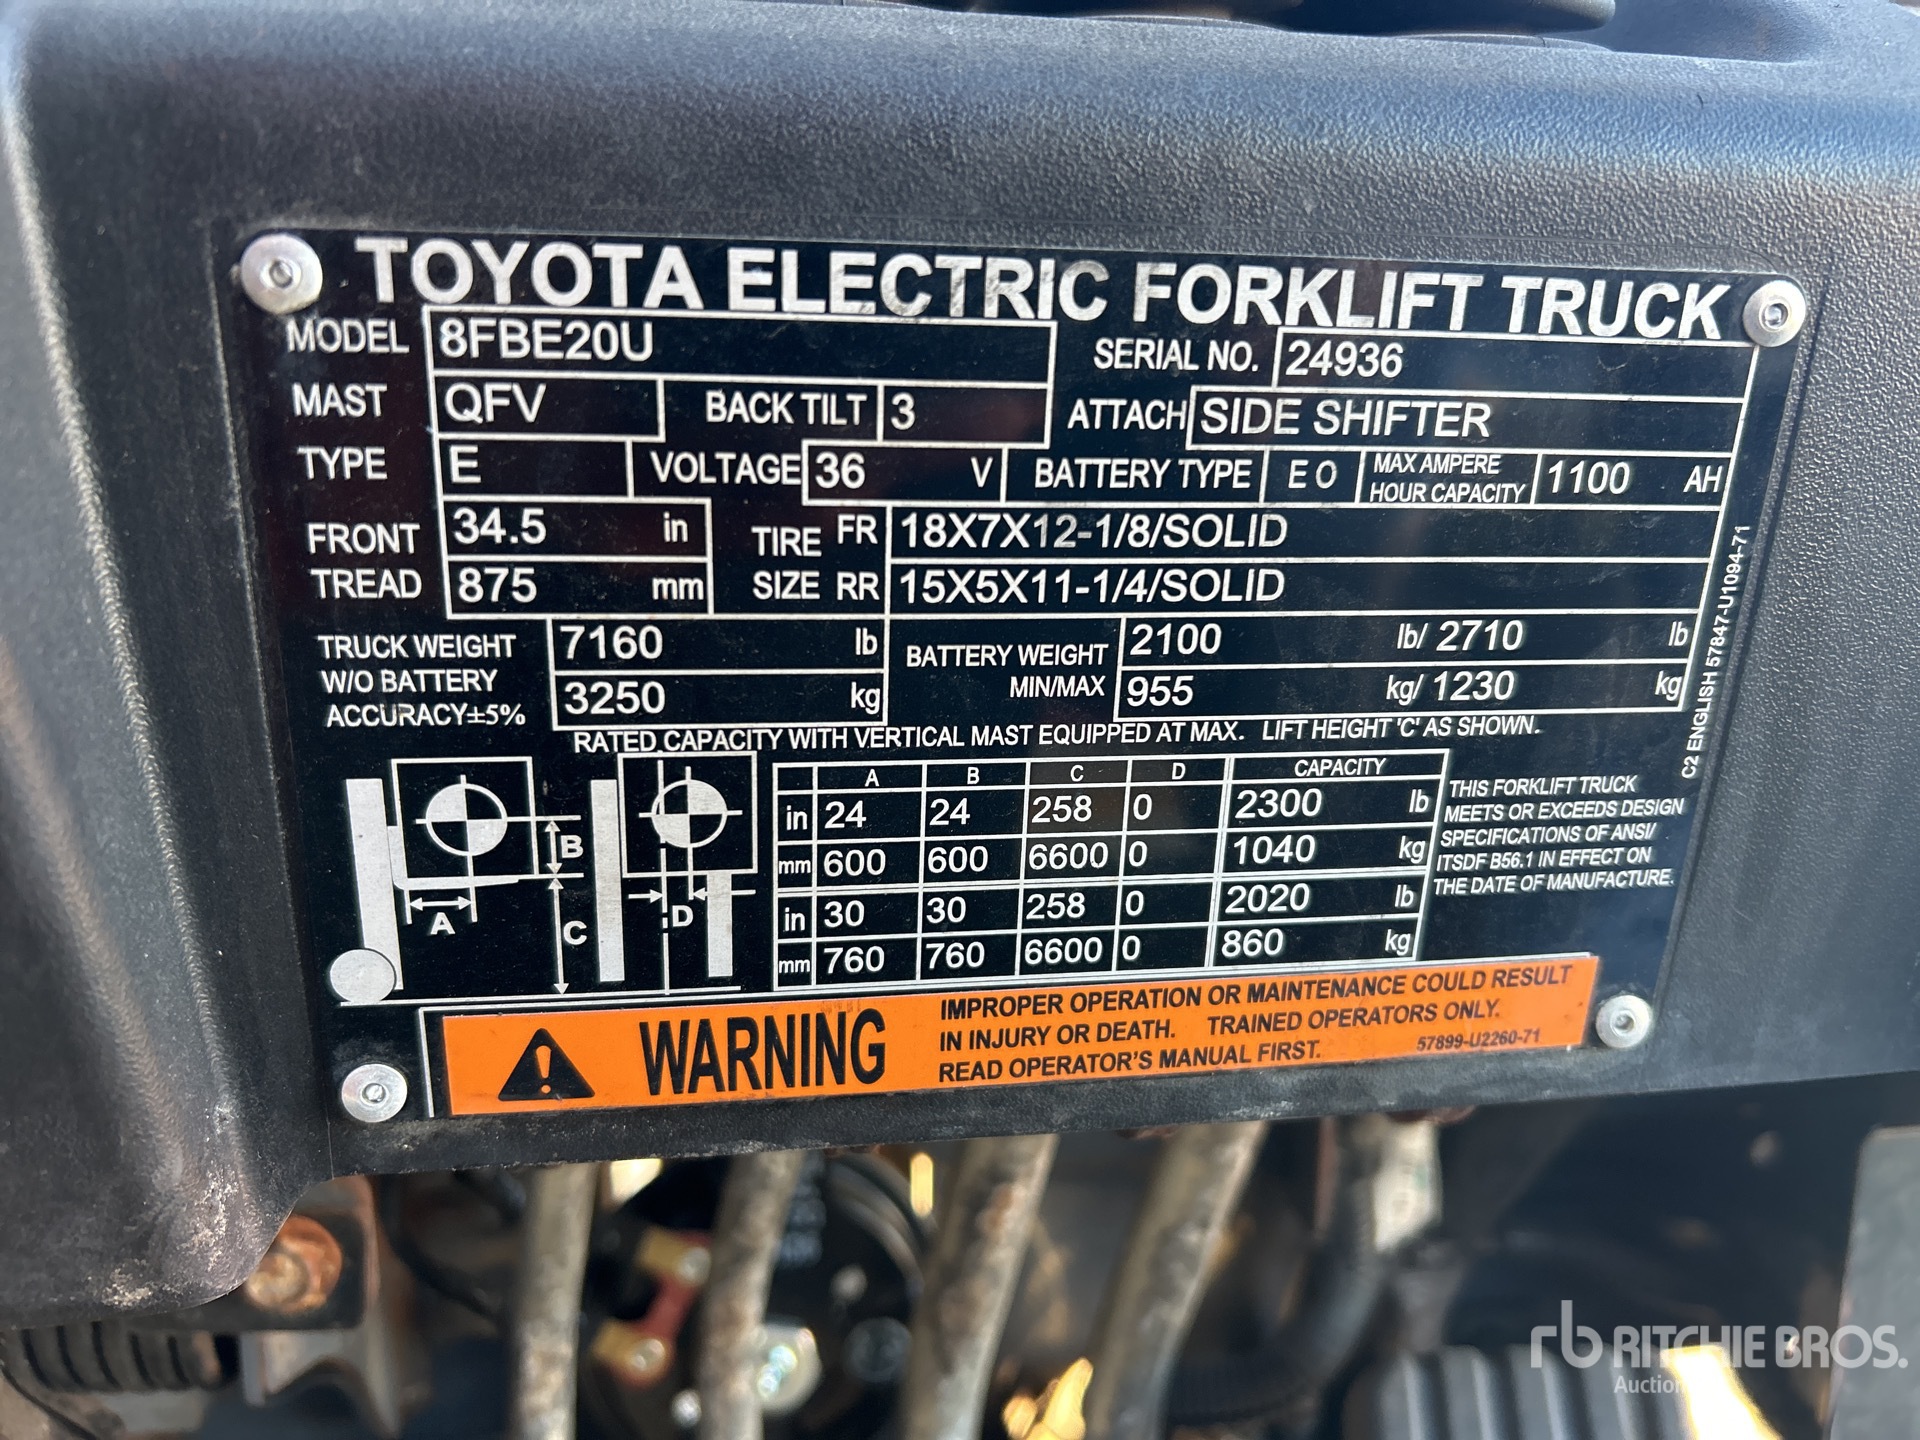 TOYOTA ELECTRIC FORKLIFT TRUCK
MODEL 8FBE20U SERIAL NO. 24936
MAST QFV BACK TILT 3 ATTACH SIDE SHIFTER
TYPE E VOLTAGE 36 V BATTERY TYPE E O MAX AMPERE HOUR CAPACITY 1100 AH
FRONT TREAD 34.5 in TIRE SIZE FR 18X7X12-1/8/SOLID
875 mm RR 15X5X11-1/4/SOLID
TRUCK WEIGHT W/O BATTERY ACCURACY±5% 7160 lb BATTERY WEIGHT MIN/MAX 2100 lb/ 2710 lb
3250 kg 955 kg/ 1230 kg
RATED CAPACITY WITH VERTICAL MAST EQUIPPED AT MAX. LIFT HEIGHT 'C' AS SHOWN.
A B C D CAPACITY
in 24 24 258 0 2300 lb
mm 600 600 6600 0 1040 kg
in 30 30 258 0 2020 lb
mm 760 760 6600 0 860 kg
B
A
C
D
THIS FORKLIFT TRUCK
MEETS OR EXCEEDS DESIGN
SPECIFICATIONS OF ANSI/
ITSDF B56.1 IN EFFECT ON
THE DATE OF MANUFACTURE.
C2 ENGLISH 57847-U1094-71
WARNING
IMPROPER OPERATION OR MAINTENANCE COULD RESULT
IN INJURY OR DEATH. TRAINED OPERATORS ONLY.
READ OPERATOR'S MANUAL FIRST. 57899-U2260-71
rb RITCHIE BROS.